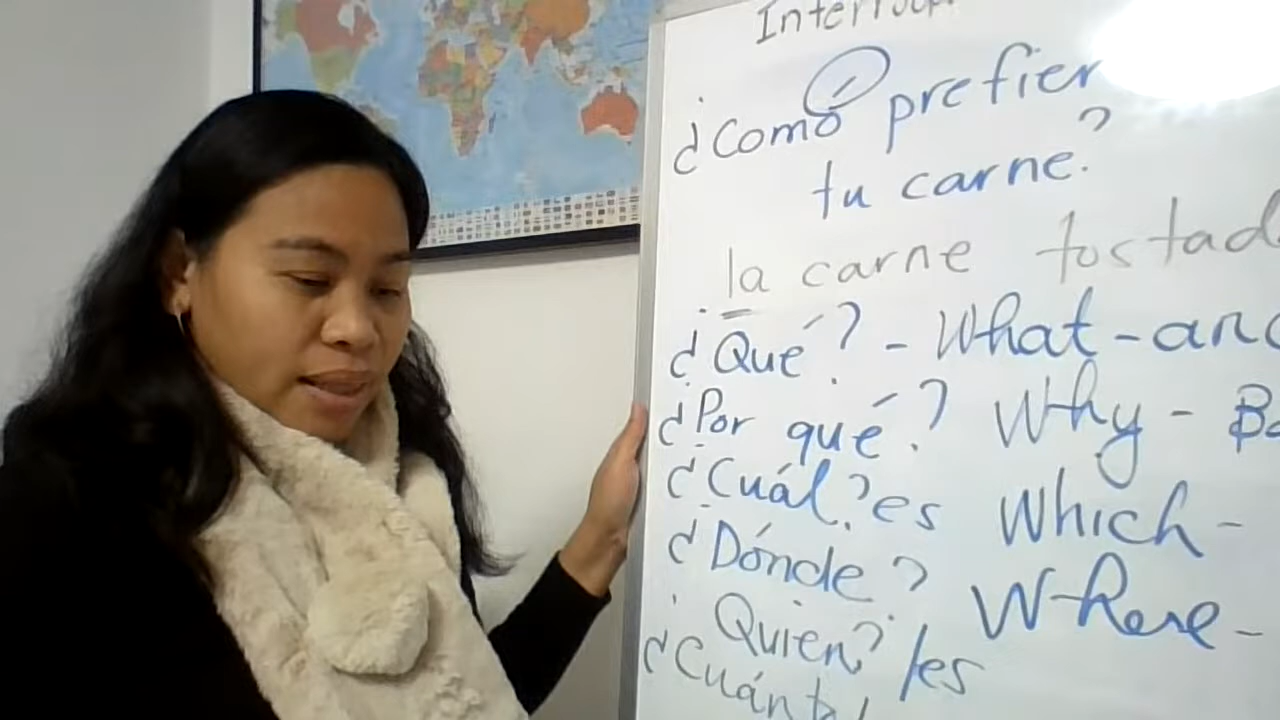 ¿Cómo prefier
tu carne?
la carne tostad
¿Qué? - What - an
¿Por qué? Why - B
¿Cuál?es Which -
¿Dónde? Where -
¿Quien?/es